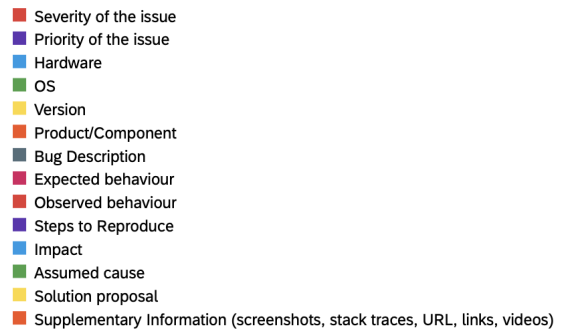 Severity of the issue
Priority of the issue
Hardware
OS
Version
Product/Component
Bug Description
Expected behaviour
Observed behaviour
Steps to Reproduce
Impact
Assumed cause
Solution proposal
Supplementary Information (screenshots, stack traces, URL, links, videos)